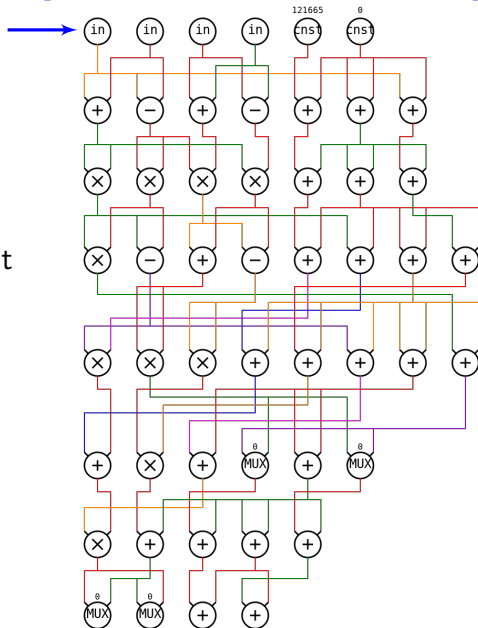 121665 0
in in in in cnst cnst
+ − + − + + +
× × × × + + +
× − + − + + + +
t
× × × + + + + +
0 0
+ × + MUX + MUX
× + + + +
0 0
MUX MUX + +